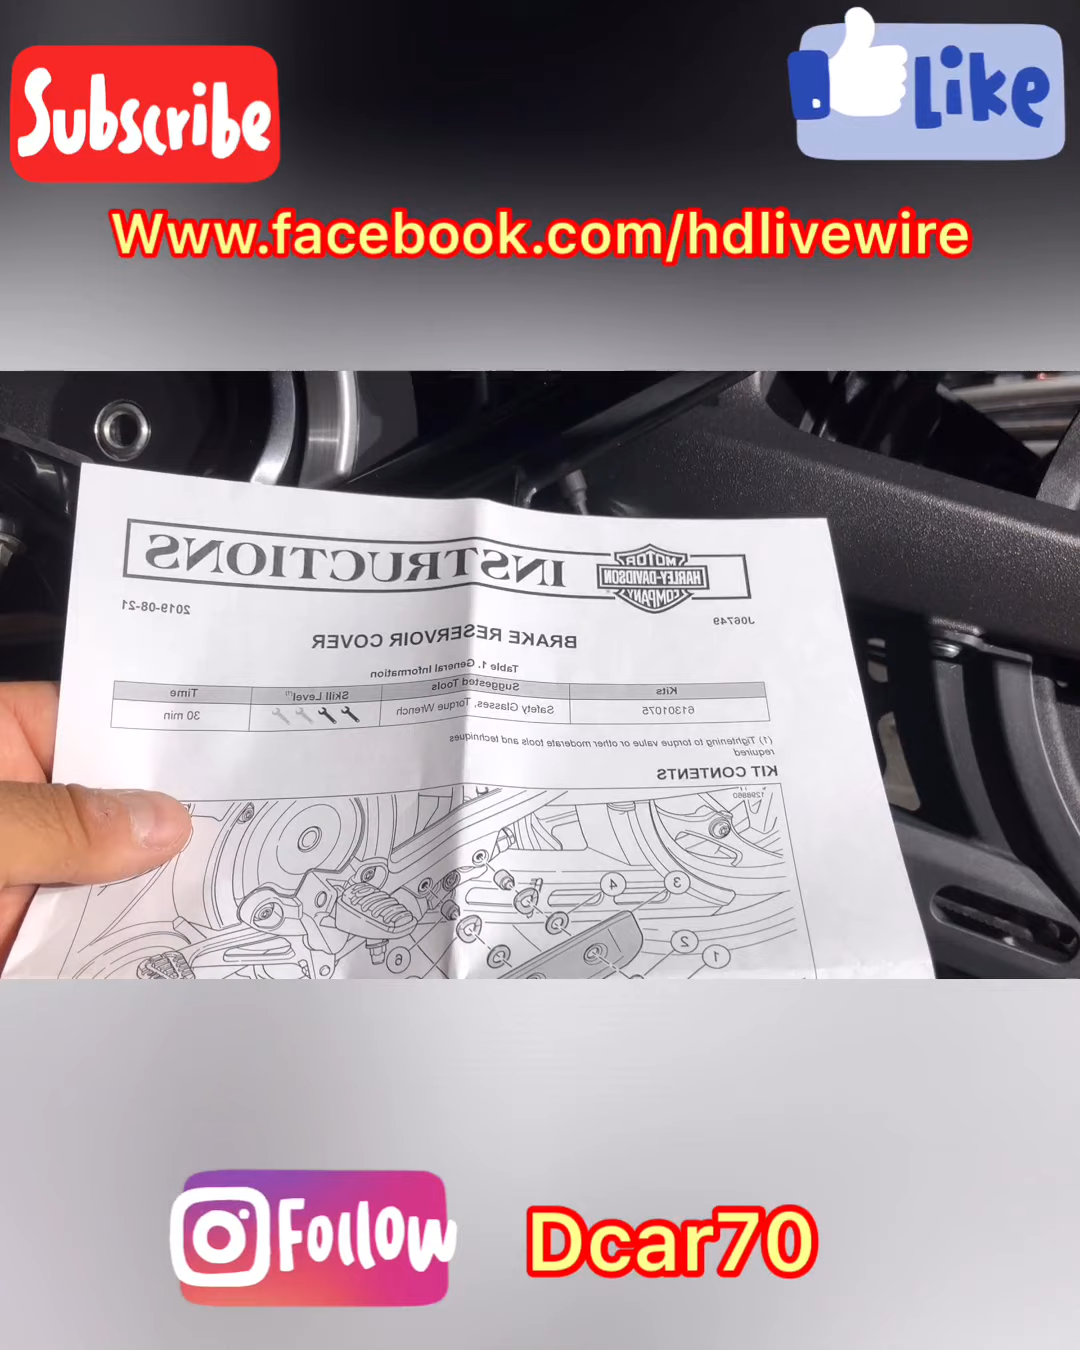 Subscribe
Like
Www.facebook.com/hdlivewire
INSTRUCTIONS
MOTOR
HARLEY-DAVIDSON
COMPANY
J06749
2019-08-21
BRAKE RESERVOIR COVER
Table 1. General Information
Kits
Suggested Tools
Skill Level(1)
Time
61301075
Safety Glasses, Torque Wrench
30 min
(1) Tightening to torque value or other moderate tools and techniques
required
KIT CONTENTS
1298860
3
4
2
1
6
Follow
Dcar70